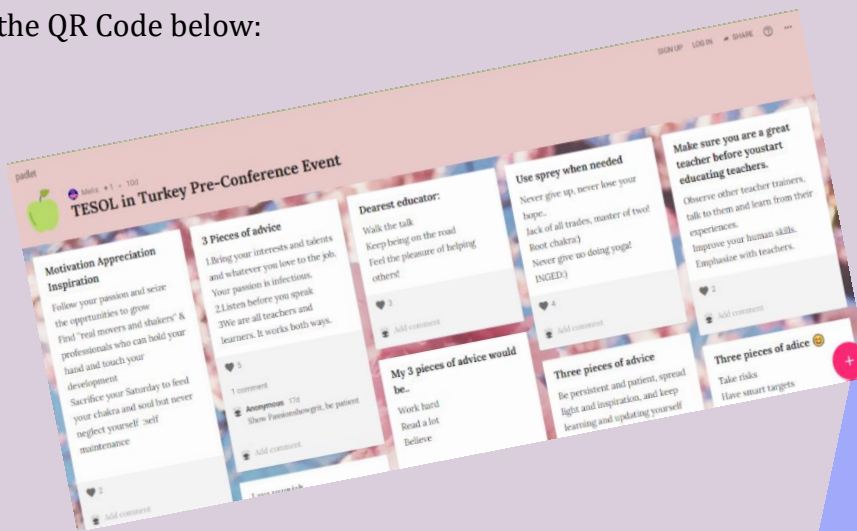 the QR Code below:
SIGN UP LOG IN SHARE
padlet
Melis +1 • 10d
TESOL in Turkey Pre-Conference Event
Motivation Appreciation
Inspiration
Follow your passion and seize
the opprtunities to grow
Find "real movers and shakers" &
professionals who can hold your
hand and touch your
development
Sacrifice your Saturday to feed
your chakra and soul but never
neglect yourself :self
maintenance
2
Add comment
3 Pieces of advice
1.Bring your interests and talents
and whatever you love to the job.
Your passion is infectious.
2.Listen before you speak
3We are all teachers and
learners. It works both ways.
5
1 comment
Anonymous 17d
Show Passionshowgrit, be patient
Add comment
Dearest educator:
Walk the talk
Keep being on the road
Feel the pleasure of helping
others!
3
Add comment
My 3 pieces of advice would
be..
Work hard
Read a lot
Believe
Use sprey when needed
Never give up, never lose your
hope..
Jack of all trades, master of two!
Root chakra:)
Never give uo doing yoga!
INGED:)
4
Add comment
Three pieces of advice
Be persistent and patient, spread
light and inspiration, and keep
learning and updating yourself
Make sure you are a great
teacher before youstart
educating teachers.
Observe other teacher trainers,
talk to them and learn from their
experiences.
Improve your human skills.
Emphasize with teachers.
2
Add comment
Three pieces of adice 😄
Take risks
Have smart targets
+